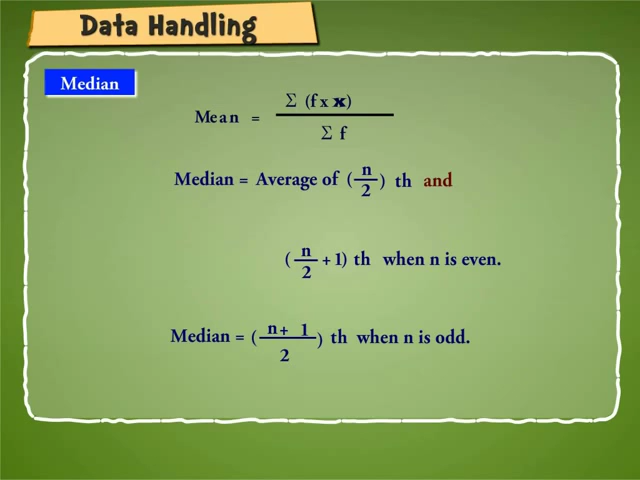 Data Handling
Median
Mean = Σ (f x x) / Σ f
Median = Average of (n/2) th and
(n/2 + 1) th when n is even.
Median = (n + 1/2) th when n is odd.